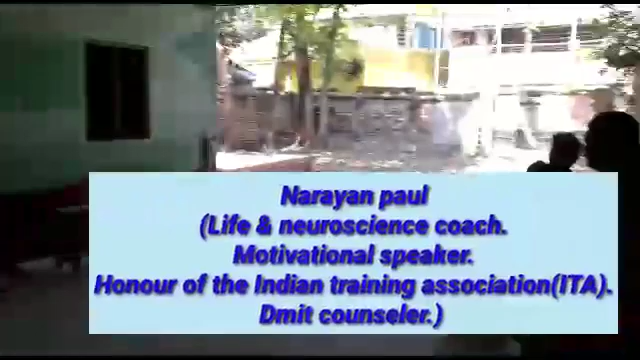 Narayan paul
(Life & neuroscience coach.
Motivational speaker.
Honour of the Indian training association(ITA).
Dmit counseler.)